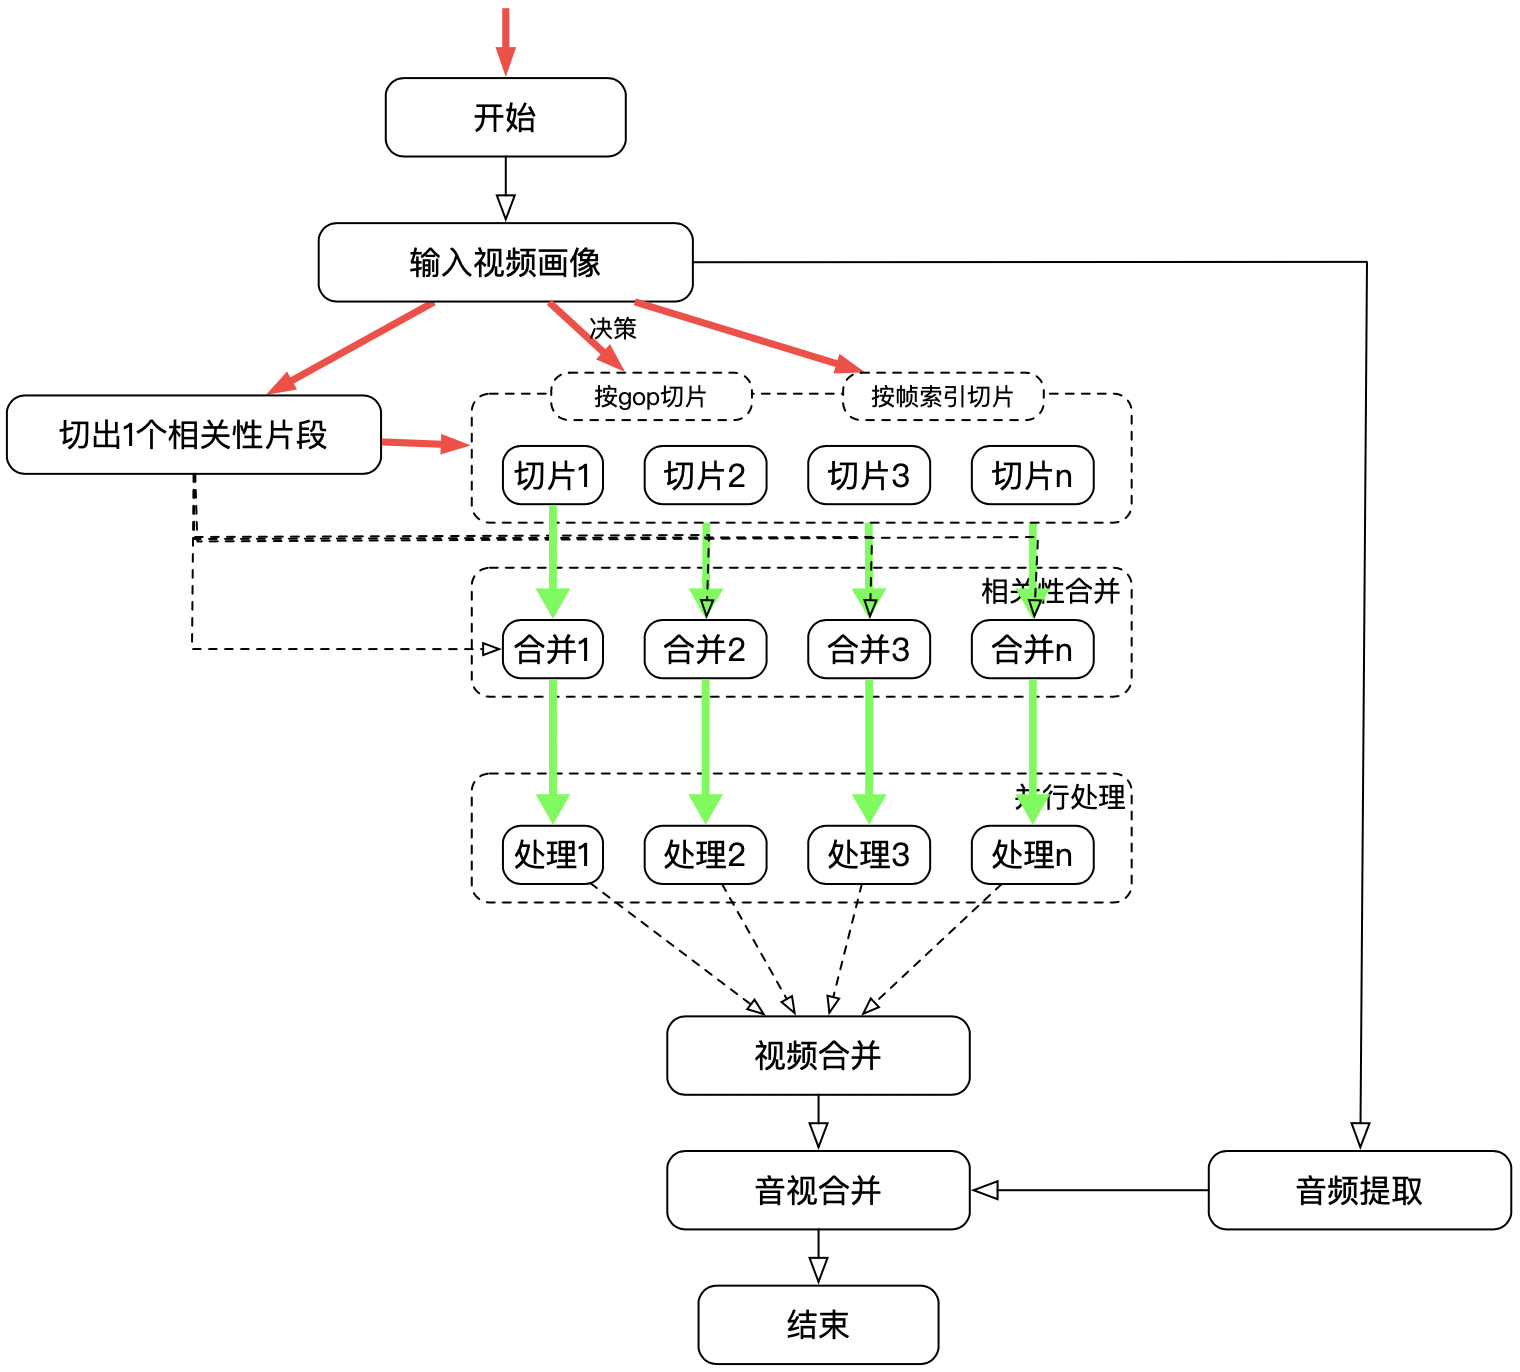 开始
输入视频画像
决策
按gop切片
按帧索引切片
切出1个相关性片段
切片1
切片2
切片3
切片n
相关性合并
合并1
合并2
合并3
合并n
并行处理
处理1
处理2
处理3
处理n
视频合并
音视合并
音频提取
结束